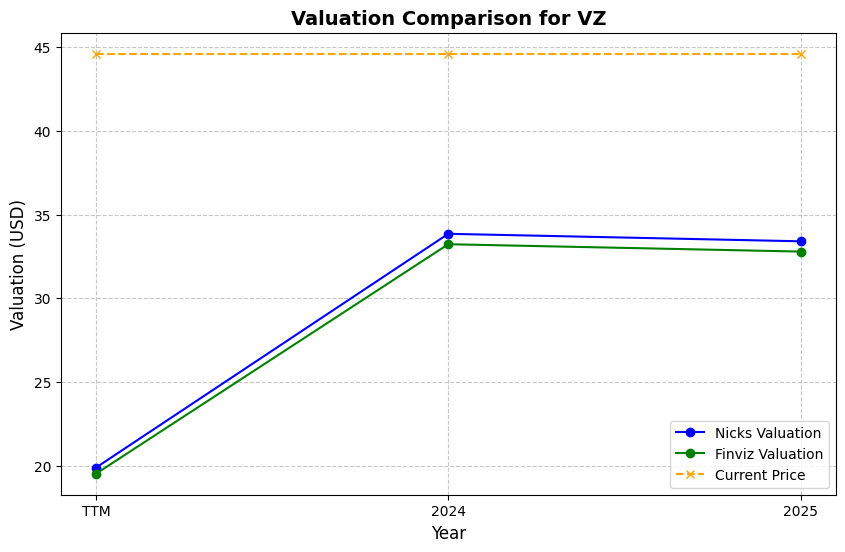 Valuation Comparison for VZ
45
40
35
30
25
20
Valuation (USD)
TTM
2024
2025
Year
Nicks Valuation
Finviz Valuation
Current Price